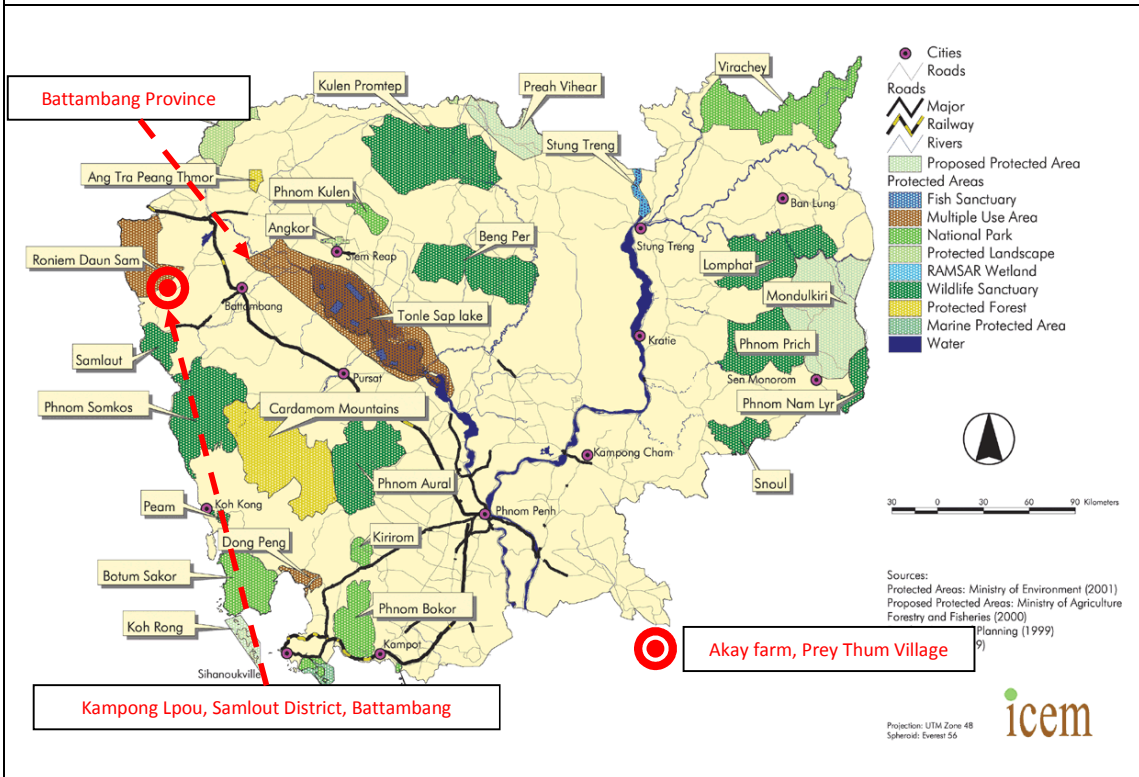 Battambang Province
Kulen Promtep
Preah Vihear
Virachey
Stung Treng
Ang Tra Peang Thmor
Phnom Kulen
Angkor
Siem Reap
Beng Per
Ban Lung
Stung Treng
Roniem Daun Sam
Battambang
Tonle Sap lake
Lomphat
Mondulkiri
Samlaut
Pursat
Kratie
Phnom Prich
Sen Monorom
Phnom Somkos
Cardamom Mountains
Phnom Nam Lyr
Kampong Cham
Snoul
Phnom Aural
Peam
Koh Kong
Phnom Penh
Dong Peng
Kirirom
Botum Sakor
Phnom Bokor
Koh Rong
Kampot
Sihanoukville
Kampong Lpou, Samlout District, Battambang
Akay farm, Prey Thum Village
Cities
Roads
Roads
Major
Railway
Rivers
Proposed Protected Area
Protected Areas
Fish Sanctuary
Multiple Use Area
National Park
Protected Landscape
RAMSAR Wetland
Wildlife Sanctuary
Protected Forest
Marine Protected Area
Water
30 0 30 60 90 Kilometers
Sources:
Protected Areas: Ministry of Environment (2001)
Proposed Protected Areas: Ministry of Agriculture
Forestry and Fisheries (2000)
Planning (1999)
9)
Projection: UTM Zone 48
Spheroid: Everest 56
icem